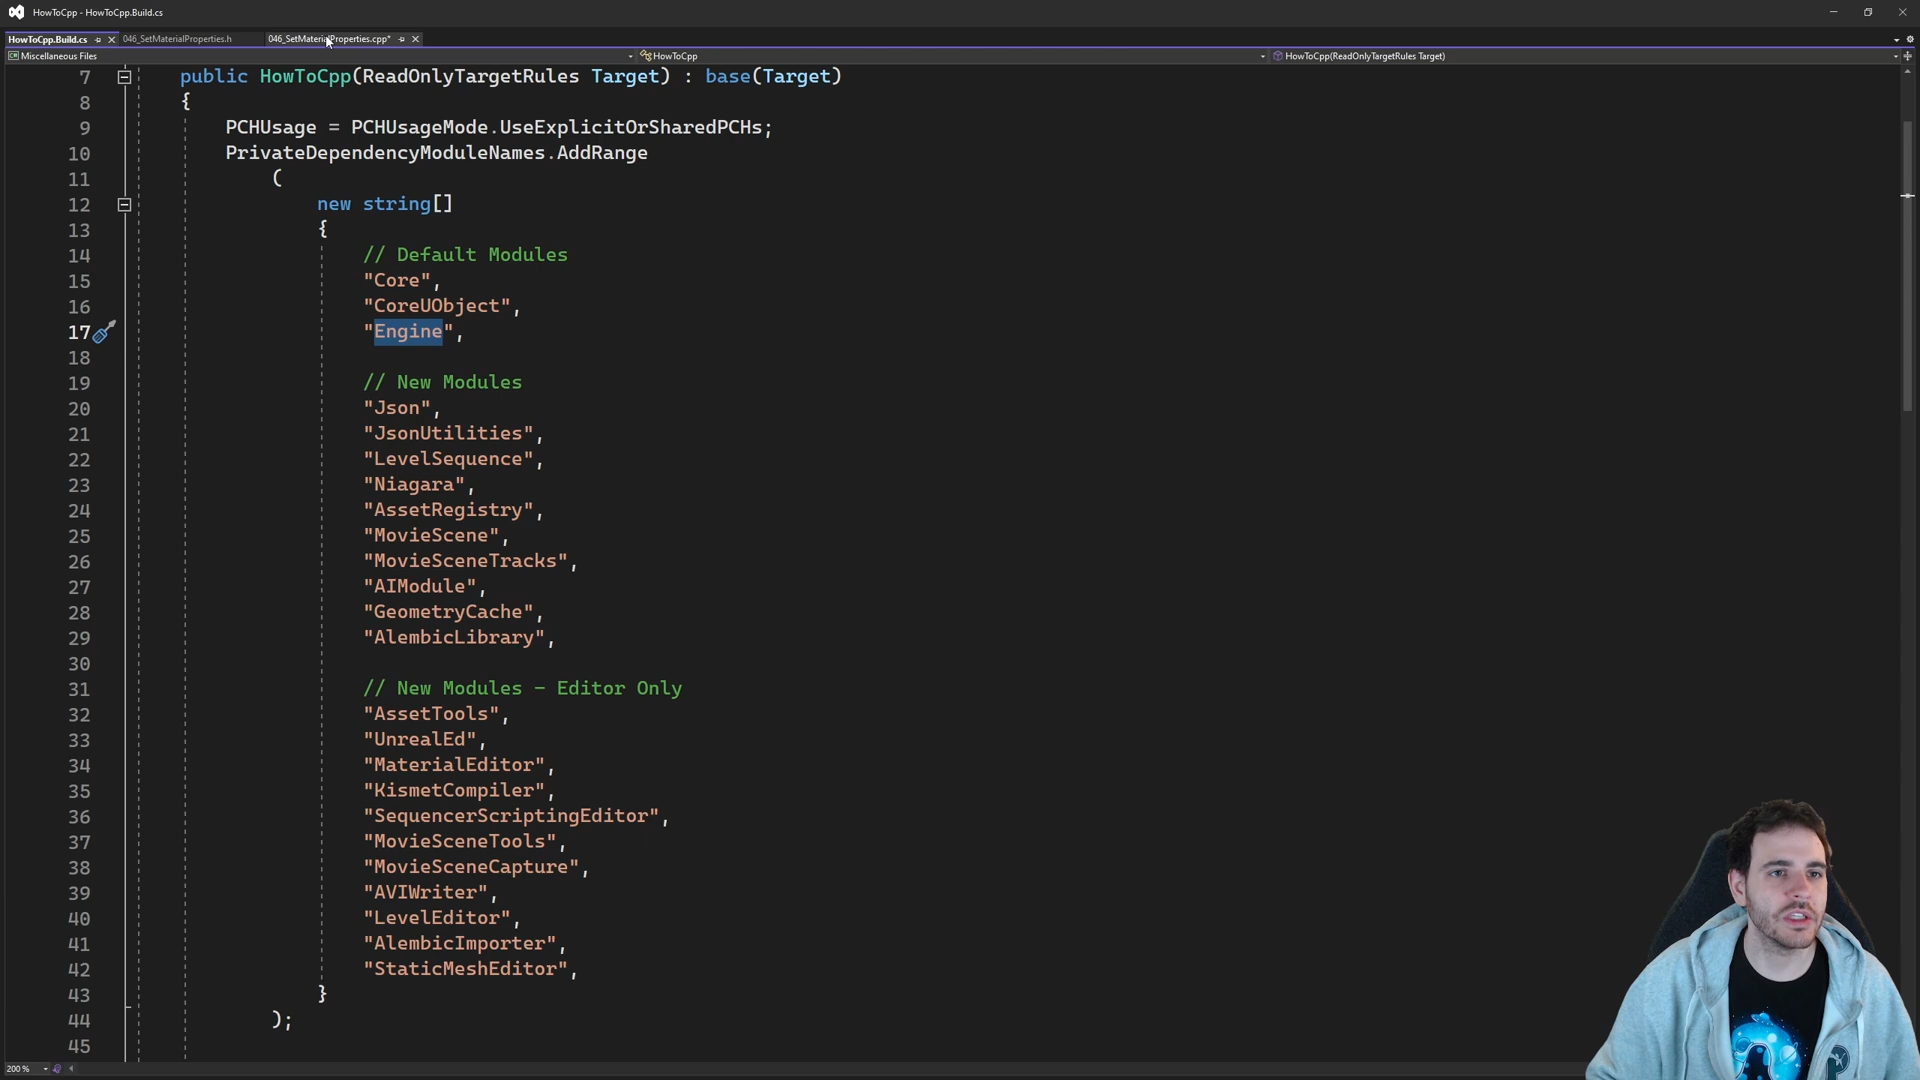 HowToCpp - HowToCpp.Build.cs
HowToCpp.Build.cs 046_SetMaterialProperties.h 046_SetMaterialProperties.cpp*
Miscellaneous Files HowToCpp HowToCpp(ReadOnlyTargetRules Target)
7 public HowToCpp(ReadOnlyTargetRules Target) : base(Target)
8 {
9 PCHUsage = PCHUsageMode.UseExplicitOrSharedPCHs;
10 PrivateDependencyModuleNames.AddRange
11 (
12 new string[]
13 {
14 // Default Modules
15 "Core",
16 "CoreUObject",
17 "Engine",
18
19 // New Modules
20 "Json",
21 "JsonUtilities",
22 "LevelSequence",
23 "Niagara",
24 "AssetRegistry",
25 "MovieScene",
26 "MovieSceneTracks",
27 "AIModule",
28 "GeometryCache",
29 "AlembicLibrary",
30
31 // New Modules - Editor Only
32 "AssetTools",
33 "UnrealEd",
34 "MaterialEditor",
35 "KismetCompiler",
36 "SequencerScriptingEditor",
37 "MovieSceneTools",
38 "MovieSceneCapture",
39 "AVIWriter",
40 "LevelEditor",
41 "AlembicImporter",
42 "StaticMeshEditor",
43 }
44 );
45
200 %